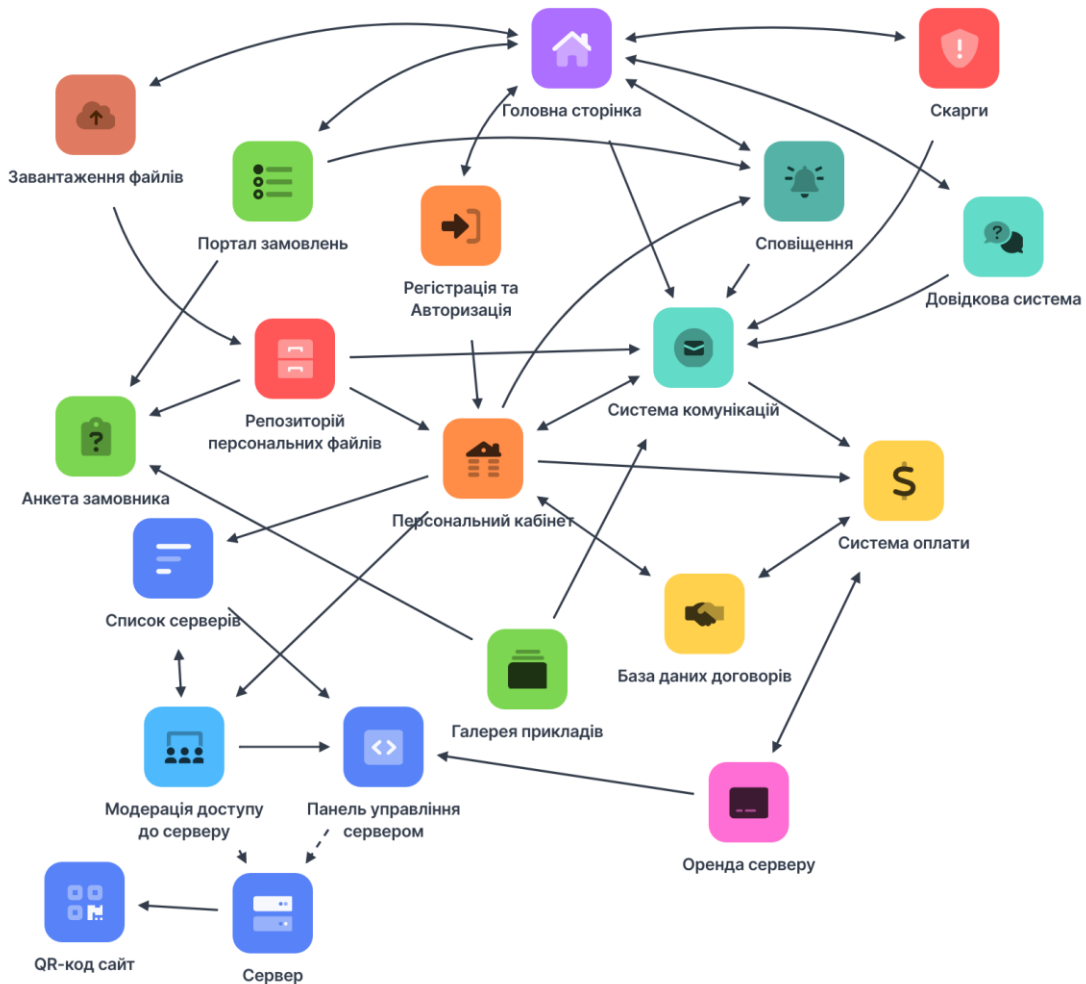 Головна сторінка
Скарги
Завантаження файлів
Портал замовлень
Сповіщення
Регістрація та
Авторизація
Довідкова система
Репозиторій
персональних файлів
Система комунікацій
Анкета замовника
Персональний кабінет
Система оплати
Список серверів
База даних договорів
Галерея прикладів
Модерація доступу
до серверу
Панель управління
сервером
Оренда серверу
QR-код сайт
Сервер